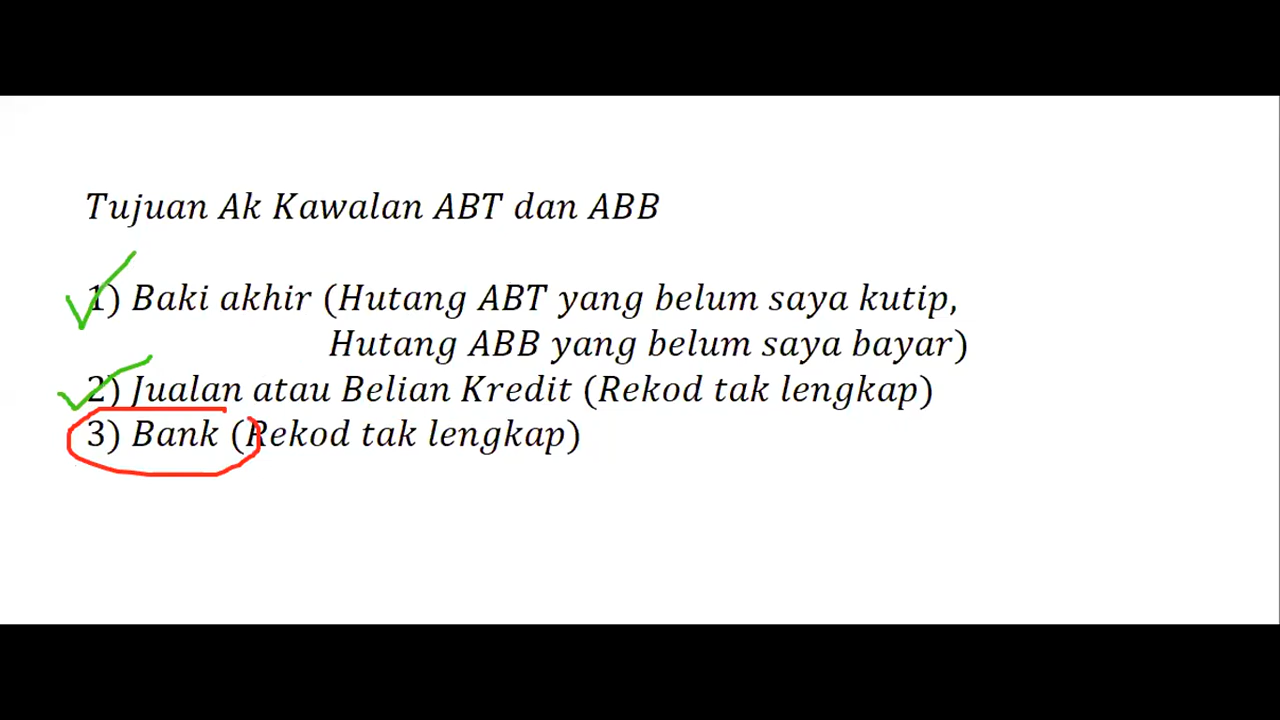 Tujuan Ak Kawalan ABT dan ABB
1) Baki akhir (Hutang ABT yang belum saya kutip,
Hutang ABB yang belum saya bayar)
2) Jualan atau Belian Kredit (Rekod tak lengkap)
3) Bank (Rekod tak lengkap)